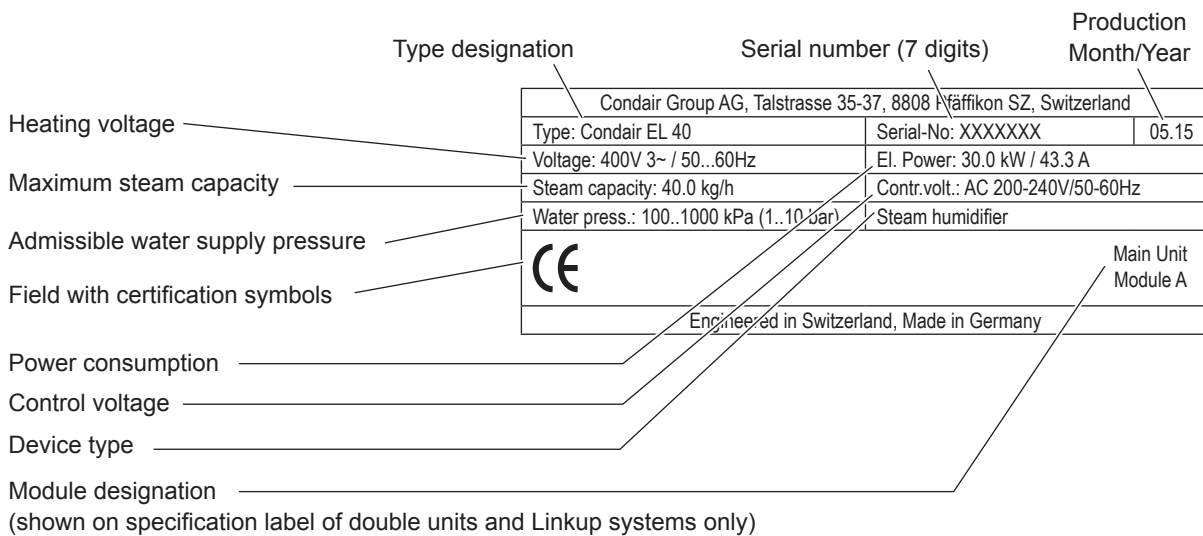 Production
Type designation
Serial number (7 digits)
Month/Year
Condair Group AG, Talstrasse 35-37, 8808 Pfäffikon SZ, Switzerland
Heating voltage
Type: Condair EL 40
Serial-No: XXXXXXX
05.15
Voltage: 400V 3~ / 50...60Hz
El. Power: 30.0 kW / 43.3 A
Maximum steam capacity
Steam capacity: 40.0 kg/h
Contr.volt.: AC 200-240V/50-60Hz
Water press.: 100..1000 kPa (1..10 bar)
Steam humidifier
Admissible water supply pressure
CE
Main Unit
Module A
Field with certification symbols
Engineered in Switzerland, Made in Germany
Power consumption
Control voltage
Device type
Module designation
(shown on specification label of double units and Linkup systems only)